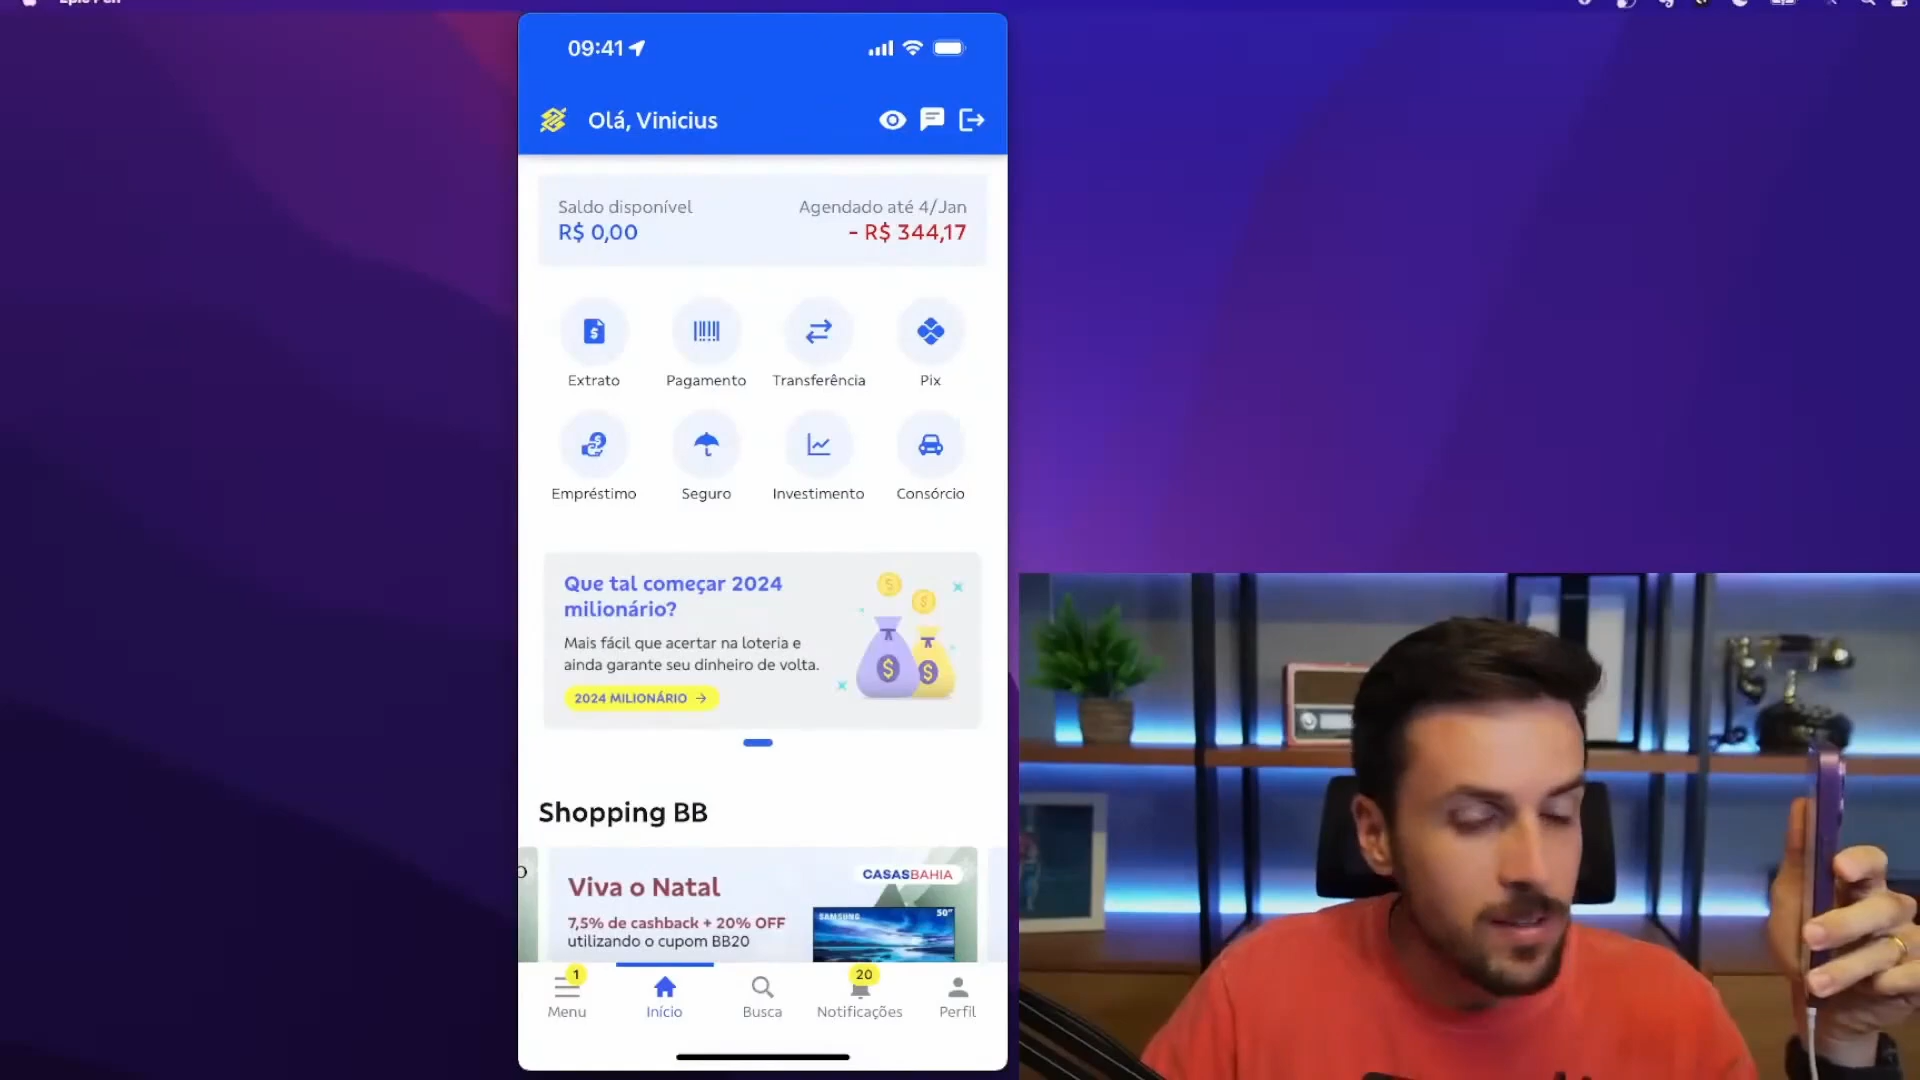 09:41
Olá, Vinicius
Saldo disponível
Agendado até 4/Jan
R$ 0,00
- R$ 344,17
Extrato
Pagamento
Transferência
Pix
Empréstimo
Seguro
Investimento
Consórcio
Que tal começar 2024
milionário?
Mais fácil que acertar na loteria e
ainda garante seu dinheiro de volta.
2024 MILIONÁRIO →
Shopping BB
Viva o Natal
CASASBAHIA
7,5% de cashback + 20% OFF
utilizando o cupom BB20
SAMSUNG
50"
1
20
Menu
Início
Busca
Notificações
Perfil